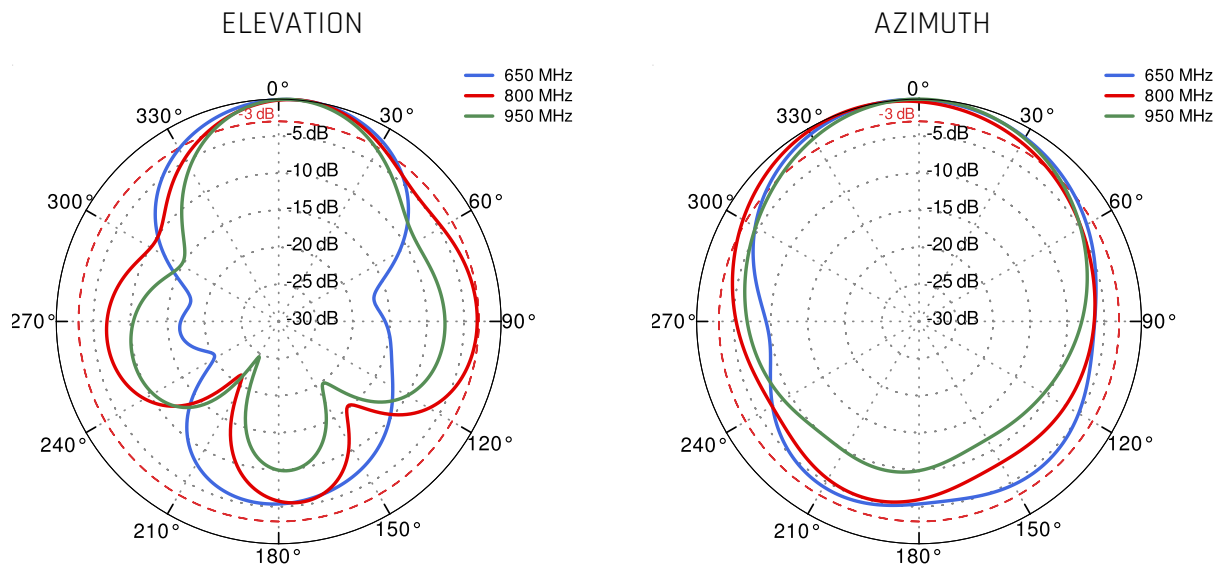 ELEVATION
650 MHz
800 MHz
950 MHz
0°
330°
30°
-3 dB
-5 dB
-10 dB
300°
60°
-15 dB
-20 dB
-25 dB
270°
-30 dB
90°
240°
120°
210°
150°
180°
AZIMUTH
650 MHz
800 MHz
950 MHz
0°
330°
30°
-3 dB
-5 dB
-10 dB
300°
60°
-15 dB
-20 dB
-25 dB
270°
-30 dB
90°
240°
120°
210°
150°
180°